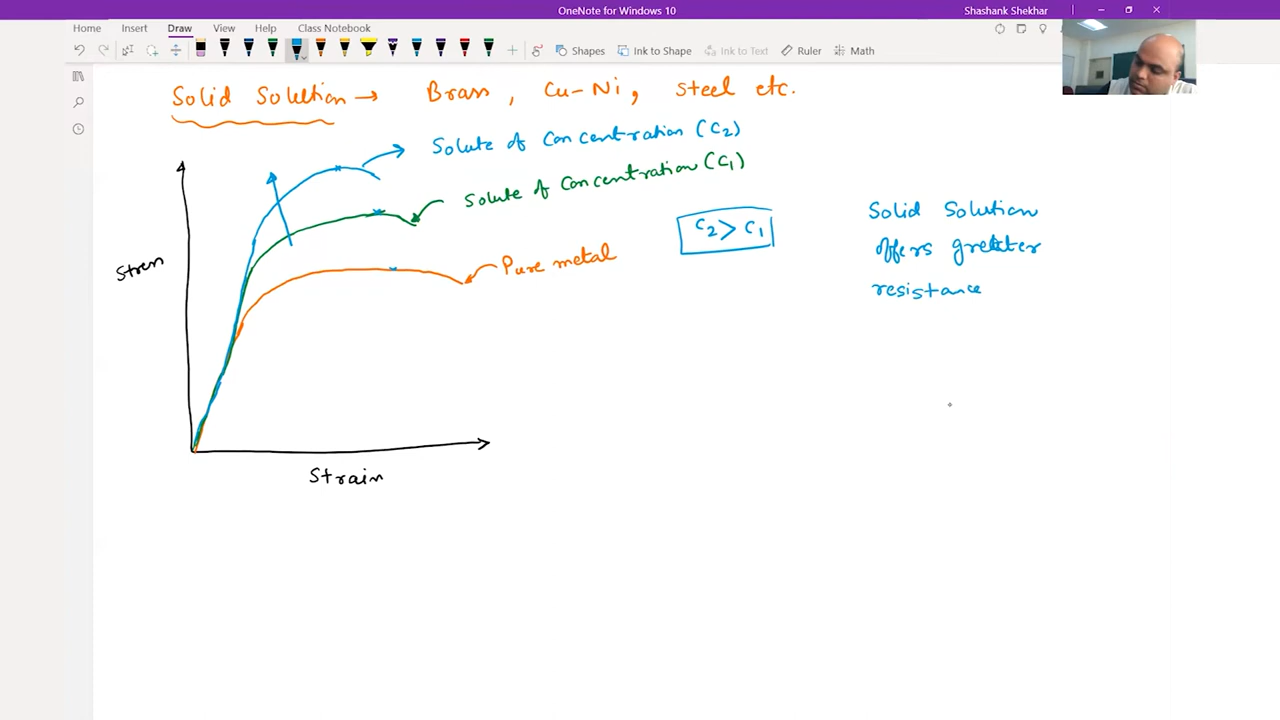 OneNote for Windows 10
Shashank Shekhar
Home Insert Draw View Help Class Notebook
Shapes Ink to Shape Ink to Text Ruler Math
Solid Solution → Brass, Cu-Ni, steel etc.
Solute of Concentration (C2)
Solute of Concentration (C1)
C2 > C1
Pure metal
Stress
Strain
Solid Solution
offers greater
resistance